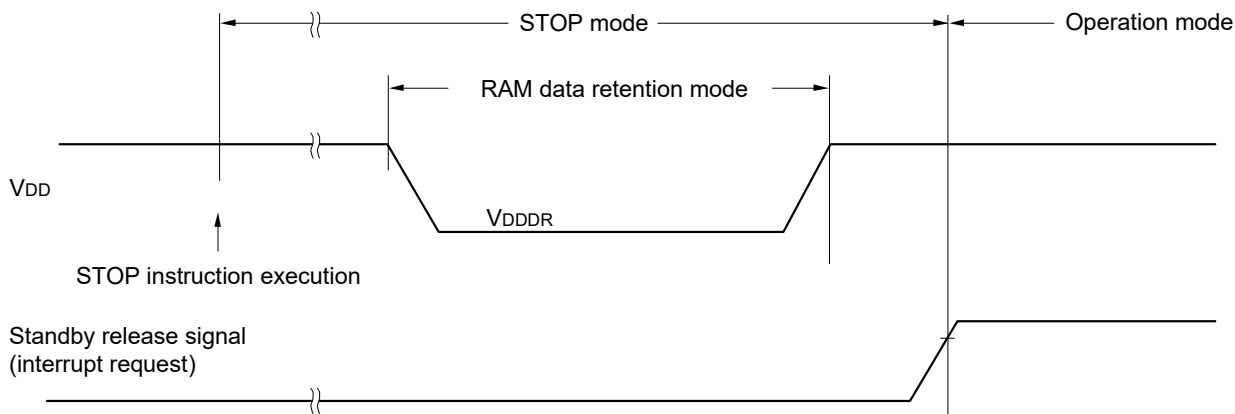 STOP mode
Operation mode
RAM data retention mode
VDD
VDDDR
STOP instruction execution
Standby release signal
(interrupt request)